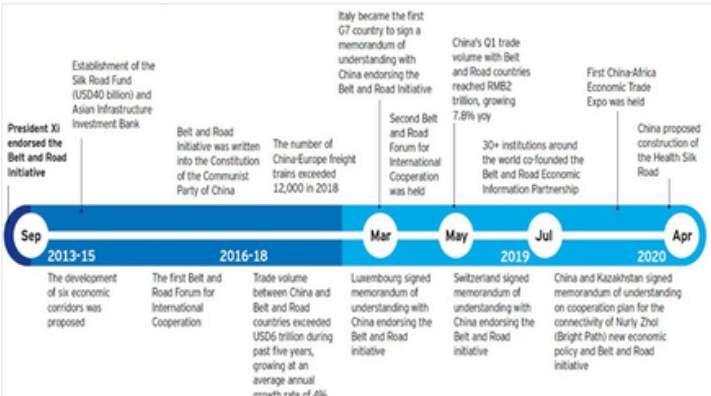 President Xi
endorsed the
Belt and Road
Initiative
Establishment of the
Silk Road Fund
(USD40 billion) and
Asian Infrastructure
Investment Bank
Belt and Road
Initiative was written
into the Constitution
of the Communist
Party of China
The number of
China-Europe freight
trains exceeded
12,000 in 2018
Italy became the first
G7 country to sign a
memorandum of
understanding with
China endorsing the
Belt and Road Initiative
Second Belt
and Road
Forum for
International
Cooperation
was held
China's Q1 trade
volume with Belt
and Road countries
reached RMB2
trillion, growing
7.8% yoy
30+ institutions around
the world co-founded the
Belt and Road Economic
Information Partnership
First China-Africa
Economic Trade
Expo was held
China proposed
construction of
the Health Silk
Road
Sep
Mar
May
Jul
Apr
2013-15
2016-18
2019
2020
The development
of six economic
corridors was
proposed
The first Belt and
Road Forum for
International
Cooperation
Trade volume
between China and
Belt and Road
countries exceeded
USD6 trillion during
past five years,
growing at an
average annual
growth rate of 4%
Luxembourg signed
memorandum of
understanding with
China endorsing the
Belt and Road
initiative
Switzerland signed
memorandum of
understanding with
China endorsing the
Belt and Road
initiative
China and Kazakhstan signed
memorandum of understanding
on cooperation plan for the
connectivity of Nurly Zhol
(Bright Path) new economic
policy and Belt and Road
initiative